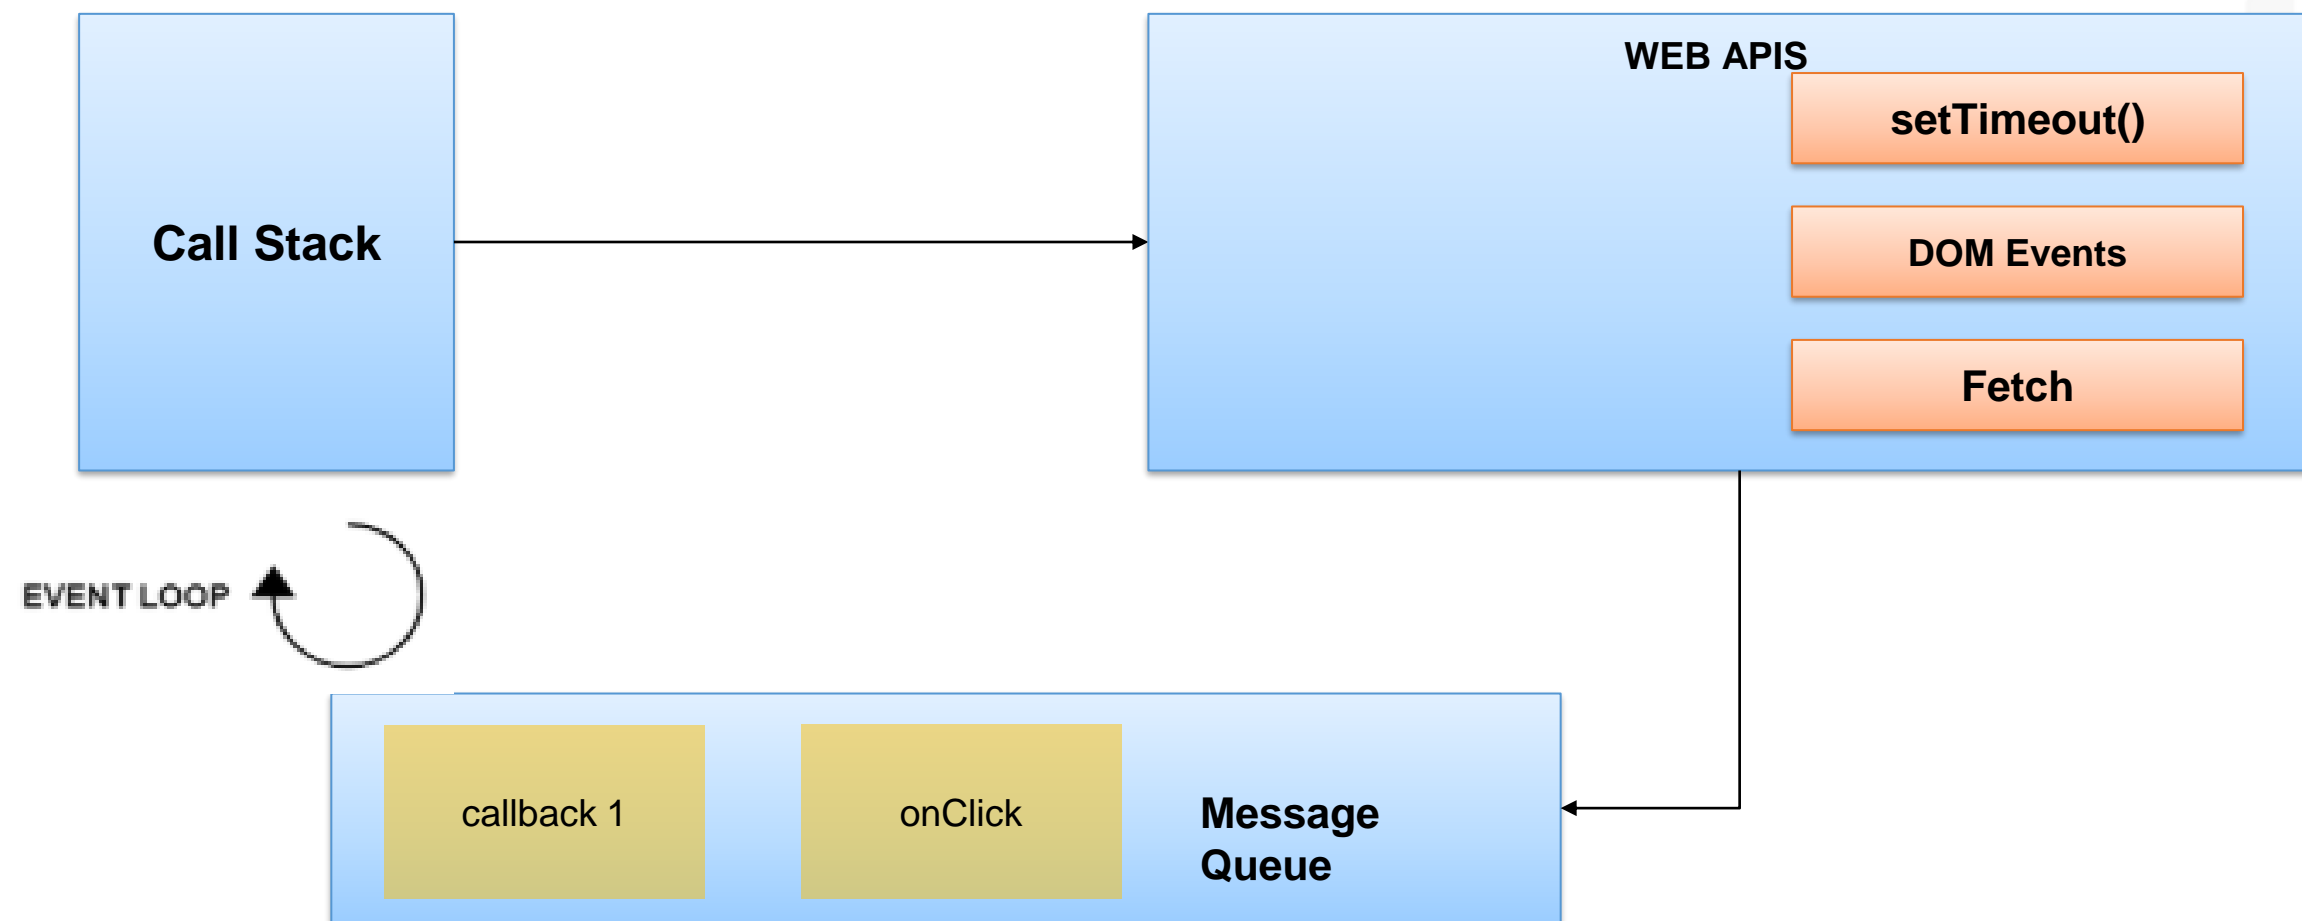 WEB APIS
setTimeout()
Call Stack
DOM Events
Fetch
EVENT LOOP
callback 1
onClick
Message
Queue